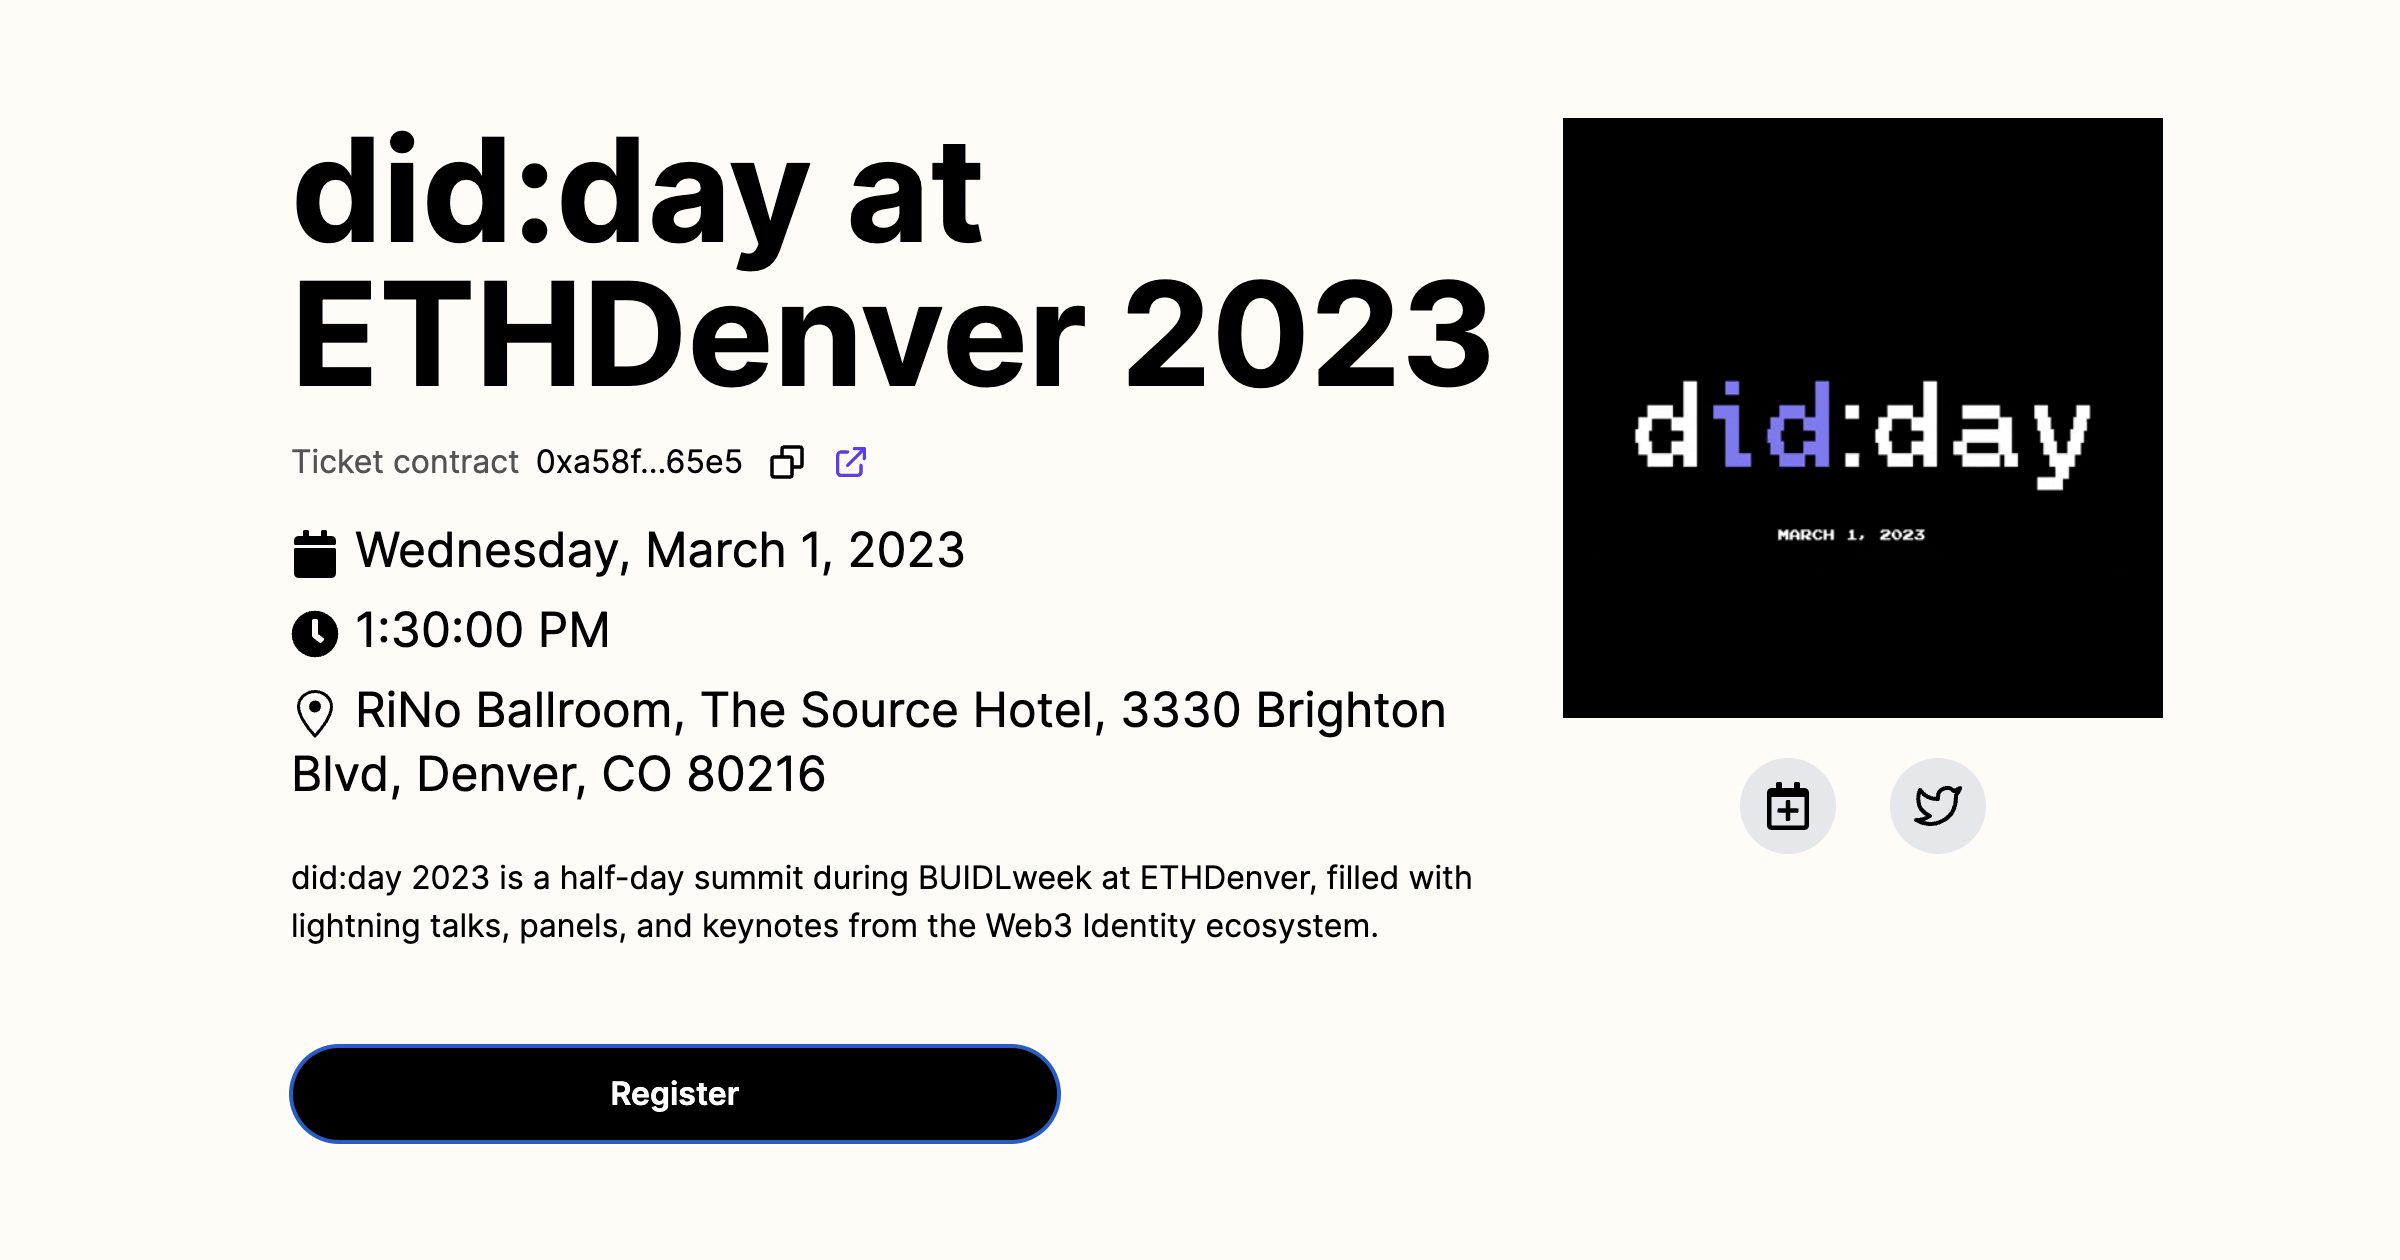 did:day at
ETHDenver 2023
Ticket contract 0xa58f...65e5
Wednesday, March 1, 2023
1:30:00 PM
RiNo Ballroom, The Source Hotel, 3330 Brighton
Blvd, Denver, CO 80216
did:day 2023 is a half-day summit during BUIDLweek at ETHDenver, filled with
lightning talks, panels, and keynotes from the Web3 Identity ecosystem.
Register
did:day
MARCH 1, 2023